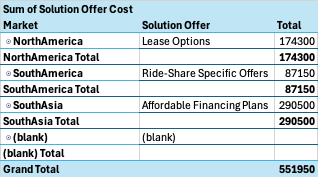 Sum of Solution Offer Cost
Market Solution Offer Total
NorthAmerica Lease Options 174300
NorthAmerica Total 174300
SouthAmerica Ride-Share Specific Offers 87150
SouthAmerica Total 87150
SouthAsia Affordable Financing Plans 290500
SouthAsia Total 290500
(blank) (blank)
(blank) Total
Grand Total 551950